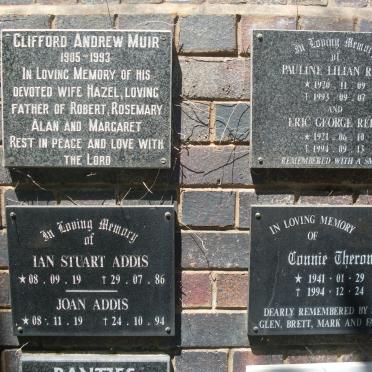 CLIFFORD ANDREW MUIR
1905 - 1993
IN LOVING MEMORY OF HIS
DEVOTED WIFE HAZEL, LOVING
FATHER OF ROBERT, ROSEMARY
ALAN AND MARGARET
REST IN PEACE AND LOVE WITH
THE LORD
In Loving Memory
of
PAULINE LILIAN
★ 1920 · 11 · 09
† 1993 · 09 · 07
AND
ERIC GEORGE
★ 1921 · 06 · 10
† 1994 · 09 · 13
REMEMBERED WITH A
In Loving Memory
of
IAN STUART ADDIS
★ 08 · 09 · 19 † 29 · 07 · 86
JOAN ADDIS
★ 08 · 11 · 19 † 24 · 10 · 94
IN LOVING MEMORY
OF
Connie Theron
★ 1941 · 01 · 29
† 1994 · 12 · 24
DEARLY REMEMBERED BY
GLEN, BRETT, MARK AND